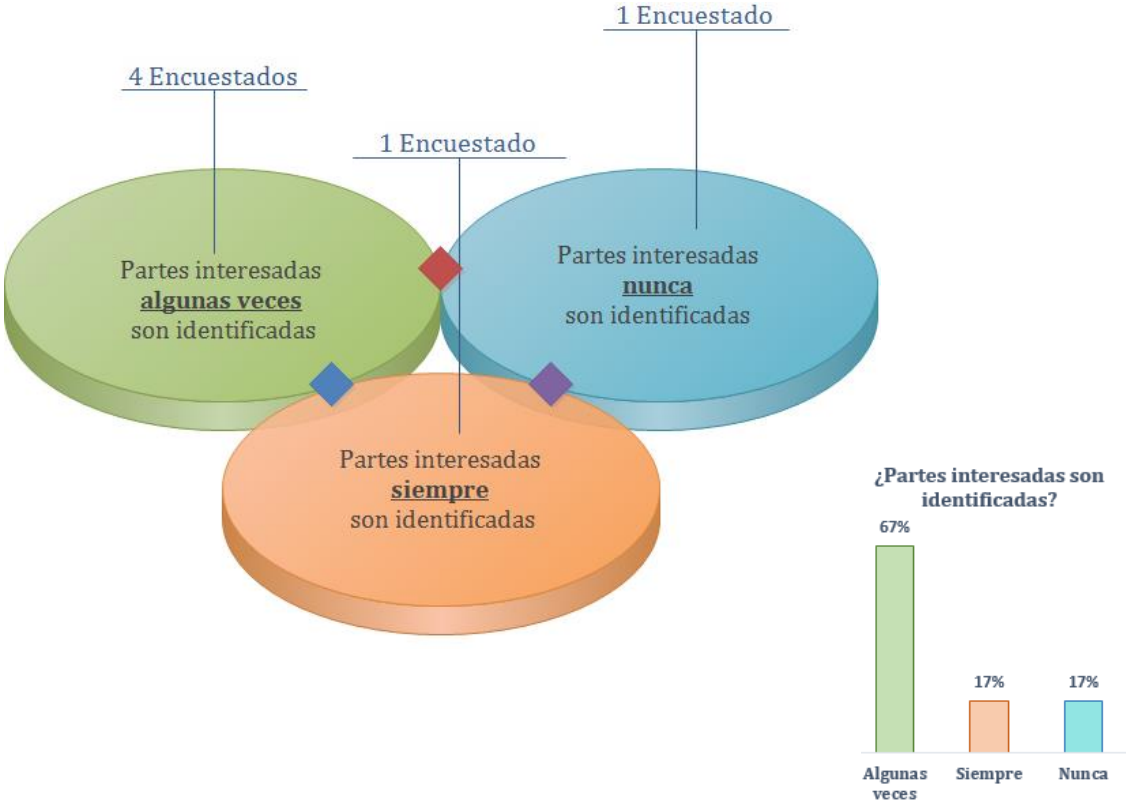 1 Encuestado
4 Encuestados
1 Encuestado
Partes interesadas
algunas veces
son identificadas
Partes interesadas
nunca
son identificadas
Partes interesadas
siempre
son identificadas
¿Partes interesadas son
identificadas?
67%
17%
17%
Algunas
veces
Siempre
Nunca